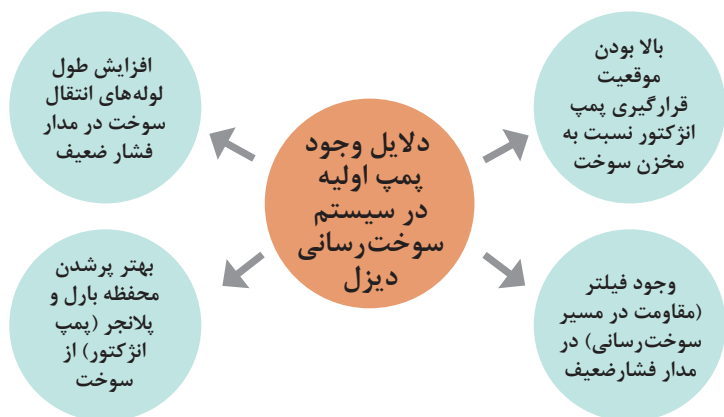 دلایل وجود
پمپ اولیه
در سیستم
سوخت‌رسانی
دیزل
بالا بودن
موقعیت
قرارگیری پمپ
انژکتور نسبت به
مخزن سوخت
افزایش طول
لوله‌های انتقال
سوخت در مدار
فشار ضعیف
وجود فیلتر
(مقاومت در مسیر
سوخت‌رسانی) در
مدار فشارضعیف
بهتر پرشدن
محفظه بارل و
پلانجر (پمپ
انژکتور) از
سوخت